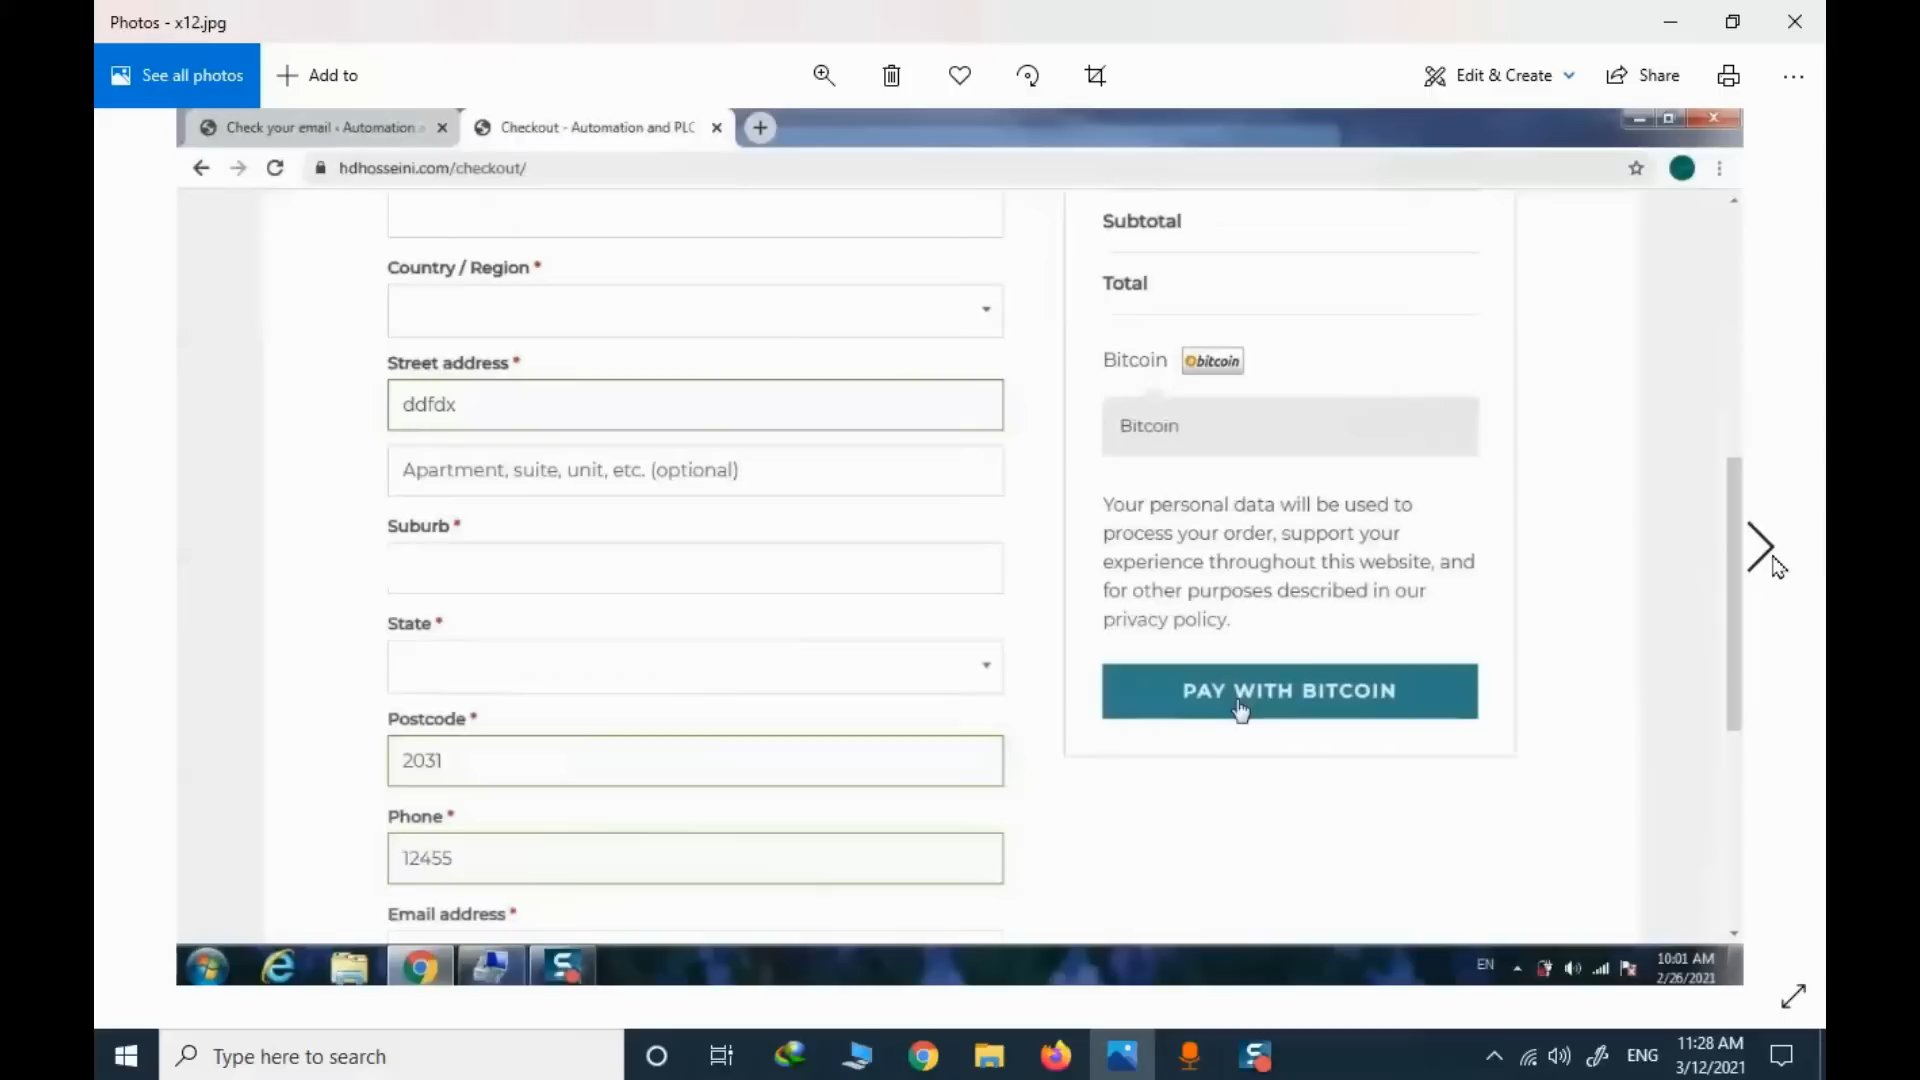 Photos - x12.jpg
See all photos
Add to
Edit & Create
Share
Check your email ‹ Automation a
Checkout - Automation and PLC
hdhosseini.com/checkout/
Country / Region *
Street address *
ddfdx
Apartment, suite, unit, etc. (optional)
Suburb *
State *
Postcode *
2031
Phone *
12455
Email address *
Subtotal
Total
Bitcoin
bitcoin
Bitcoin
Your personal data will be used to
process your order, support your
experience throughout this website, and
for other purposes described in our
privacy policy.
PAY WITH BITCOIN
EN
10:01 AM
2/26/2021
Type here to search
ENG
11:28 AM
3/12/2021